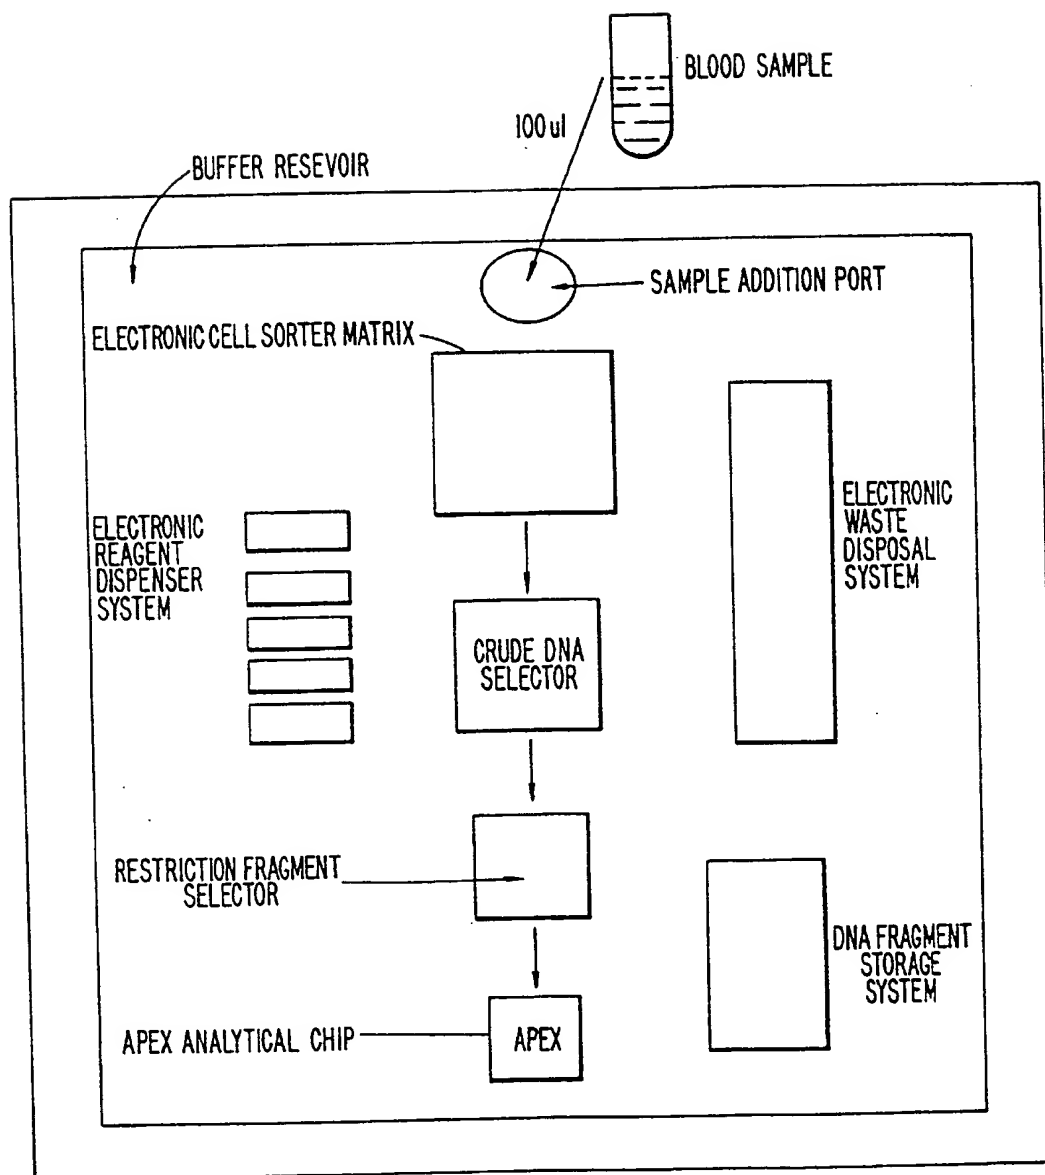 BLOOD SAMPLE
100 ul
BUFFER RESEVOIR
SAMPLE ADDITION PORT
ELECTRONIC CELL SORTER MATRIX
ELECTRONIC
REAGENT
DISPENSER
SYSTEM
ELECTRONIC
WASTE
DISPOSAL
SYSTEM
CRUDE DNA
SELECTOR
RESTRICTION FRAGMENT
SELECTOR
DNA FRAGMENT
STORAGE
SYSTEM
APEX ANALYTICAL CHIP
APEX